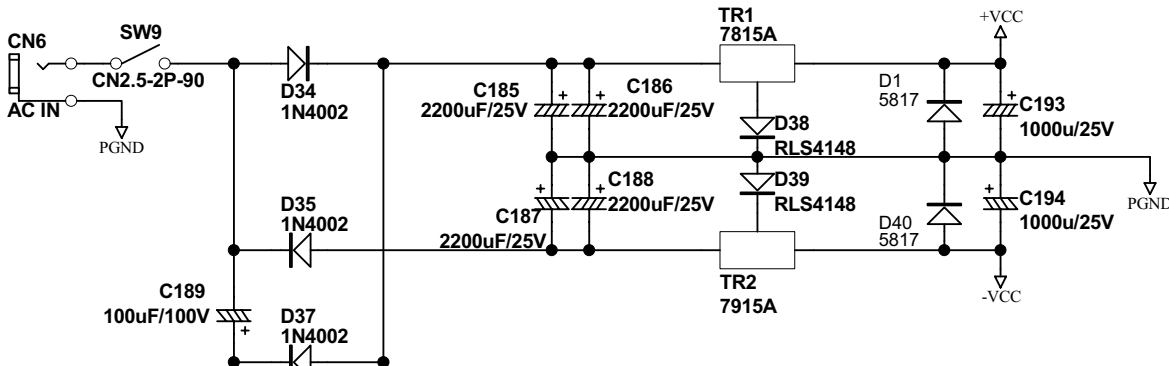 TR1
7815A
+VCC
CN6
SW9
CN2.5-2P-90
AC IN
PGND
D34
1N4002
C185
2200uF/25V
+
+
C186
2200uF/25V
D38
RLS4148
D1
5817
+
C193
1000u/25V
D35
1N4002
+
C187
2200uF/25V
+
C188
2200uF/25V
D39
RLS4148
D40
5817
+
C194
1000u/25V
PGND
C189
100uF/100V
+
D37
1N4002
TR2
7915A
-VCC